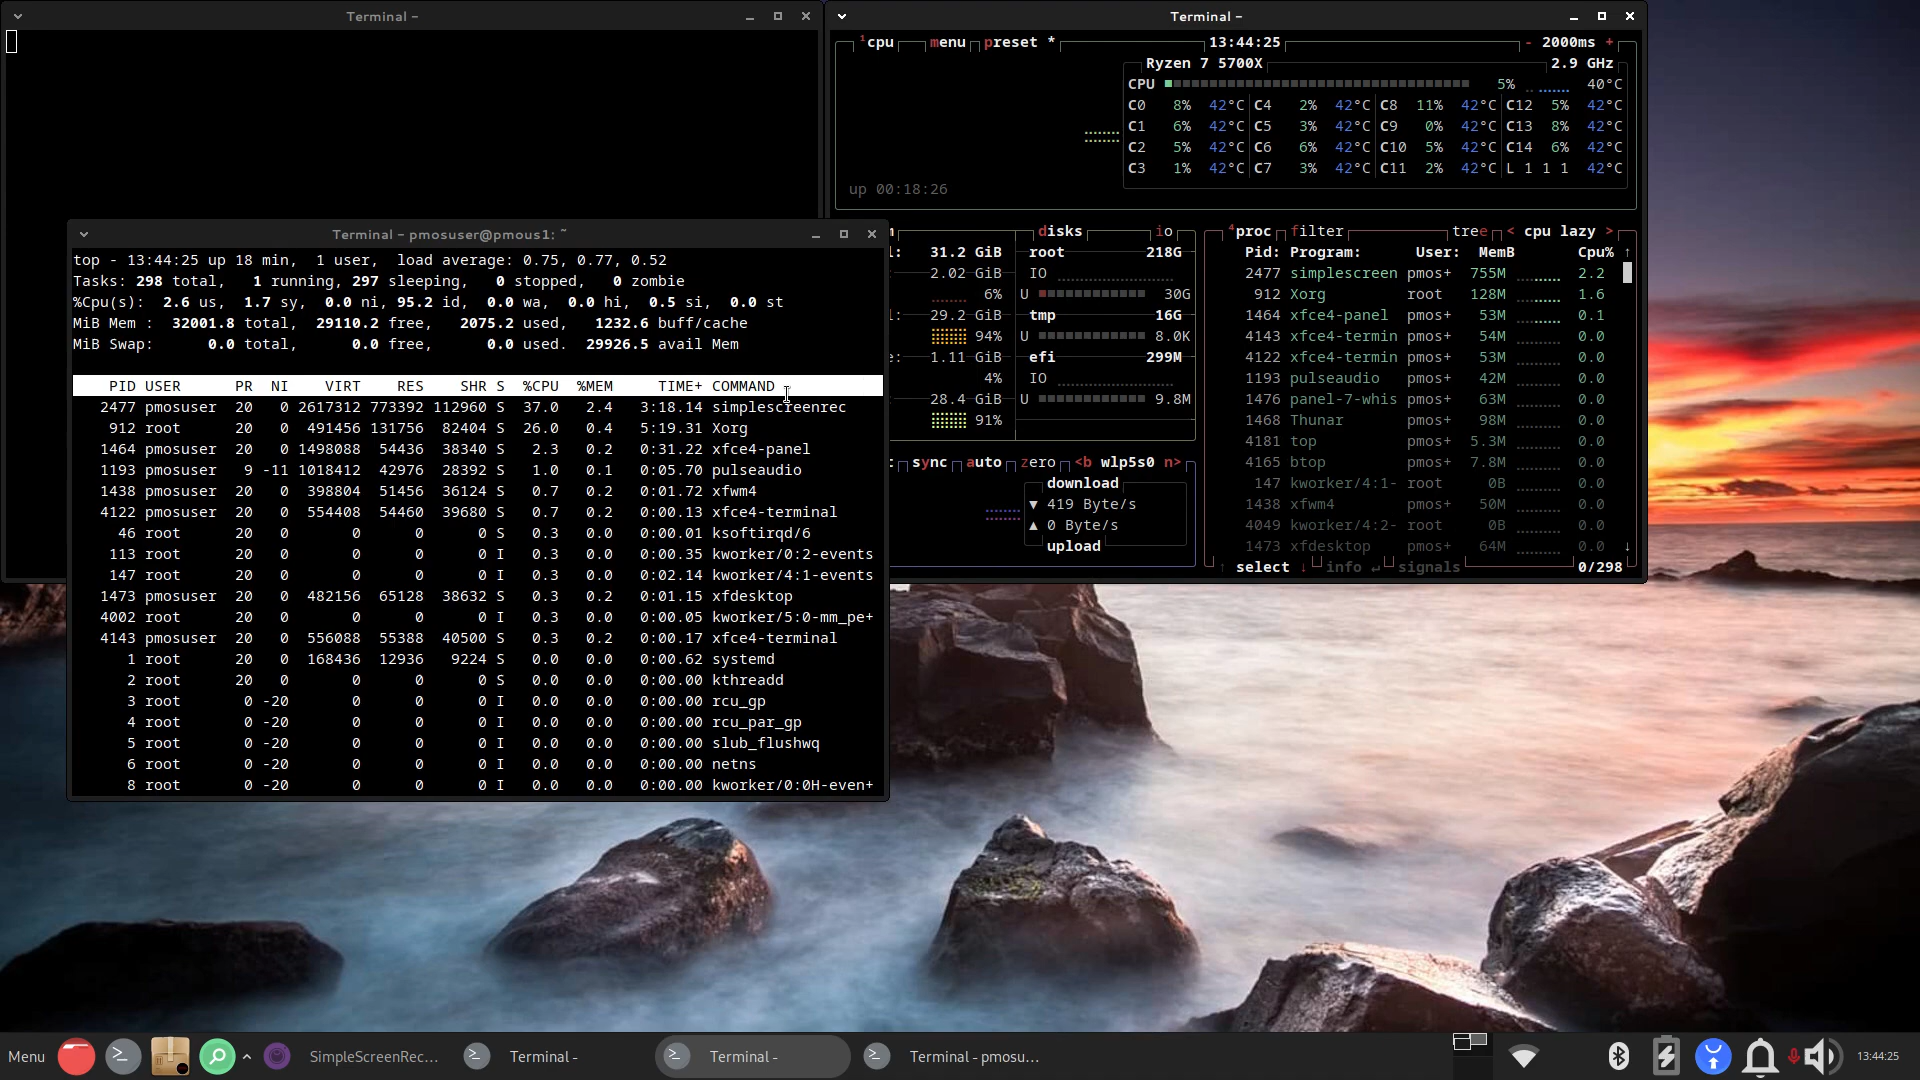 Terminal -
Terminal -
¹cpu menu preset * 13:44:25 - 2000ms +
Ryzen 7 5700X 2.9 GHz
CPU 5% 40°C
C0 8% 42°C C4 2% 42°C C8 11% 42°C C12 5% 42°C
C1 6% 42°C C5 3% 42°C C9 0% 42°C C13 8% 42°C
C2 5% 42°C C6 6% 42°C C10 5% 42°C C14 6% 42°C
C3 1% 42°C C7 3% 42°C C11 2% 42°C L 1 1 1 42°C
up 00:18:26
Terminal - pmosuser@pmous1: ~
top - 13:44:25 up 18 min, 1 user, load average: 0.75, 0.77, 0.52
Tasks: 298 total, 1 running, 297 sleeping, 0 stopped, 0 zombie
%Cpu(s): 2.6 us, 1.7 sy, 0.0 ni, 95.2 id, 0.0 wa, 0.0 hi, 0.5 si, 0.0 st
MiB Mem : 32001.8 total, 29110.2 free, 2075.2 used, 1232.6 buff/cache
MiB Swap: 0.0 total, 0.0 free, 0.0 used. 29926.5 avail Mem
PID USER PR NI VIRT RES SHR S %CPU %MEM TIME+ COMMAND
2477 pmosuser 20 0 2617312 773392 112960 S 37.0 2.4 3:18.14 simplescreenrec
912 root 20 0 491456 131756 82404 S 26.0 0.4 5:19.31 Xorg
1464 pmosuser 20 0 1498088 54436 38340 S 2.3 0.2 0:31.22 xfce4-panel
1193 pmosuser 9 -11 1018412 42976 28392 S 1.0 0.1 0:05.70 pulseaudio
1438 pmosuser 20 0 398804 51456 36124 S 0.7 0.2 0:01.72 xfwm4
4122 pmosuser 20 0 554408 54460 39680 S 0.7 0.2 0:00.13 xfce4-terminal
46 root 20 0 0 0 0 S 0.3 0.0 0:00.01 ksoftirqd/6
113 root 20 0 0 0 0 I 0.3 0.0 0:00.35 kworker/0:2-events
147 root 20 0 0 0 0 I 0.3 0.0 0:02.14 kworker/4:1-events
1473 pmosuser 20 0 482156 65128 38632 S 0.3 0.2 0:01.15 xfdesktop
4002 root 20 0 0 0 0 I 0.3 0.0 0:00.05 kworker/5:0-mm_pe+
4143 pmosuser 20 0 556088 55388 40500 S 0.3 0.2 0:00.17 xfce4-terminal
1 root 20 0 168436 12936 9224 S 0.0 0.0 0:00.62 systemd
2 root 20 0 0 0 0 S 0.0 0.0 0:00.00 kthreadd
3 root 0 -20 0 0 0 I 0.0 0.0 0:00.00 rcu_gp
4 root 0 -20 0 0 0 I 0.0 0.0 0:00.00 rcu_par_gp
5 root 0 -20 0 0 0 I 0.0 0.0 0:00.00 slub_flushwq
6 root 0 -20 0 0 0 I 0.0 0.0 0:00.00 netns
8 root 0 -20 0 0 0 I 0.0 0.0 0:00.00 kworker/0:0H-even+
31.2 GiB
2.02 GiB
6%
29.2 GiB
94%
1.11 GiB
4%
28.4 GiB
91%
disks io
root 218G
IO
U 30G
tmp 16G
U 8.0K
efi 299M
IO
U 9.8M
sync auto zero <b wlp5s0 n>
download
▼ 419 Byte/s
▲ 0 Byte/s
upload
⁴proc filter tree < cpu lazy >
Pid: Program: User: MemB Cpu% ↑
2477 simplescreen pmos+ 755M 2.2
912 Xorg root 128M 1.6
1464 xfce4-panel pmos+ 53M 0.1
4143 xfce4-termin pmos+ 54M 0.0
4122 xfce4-termin pmos+ 53M 0.0
1193 pulseaudio pmos+ 42M 0.0
1476 panel-7-whis pmos+ 63M 0.0
1468 Thunar pmos+ 98M 0.0
4181 top pmos+ 5.3M 0.0
4165 btop pmos+ 7.8M 0.0
147 kworker/4:1- root 0B 0.0
1438 xfwm4 pmos+ 50M 0.0
4049 kworker/4:2- root 0B 0.0
1473 xfdesktop pmos+ 64M 0.0 ↓
↑ select ↓ info ↵ signals 0/298
Menu SimpleScreenRec... Terminal - Terminal - Terminal - pmosu... 13:44:25